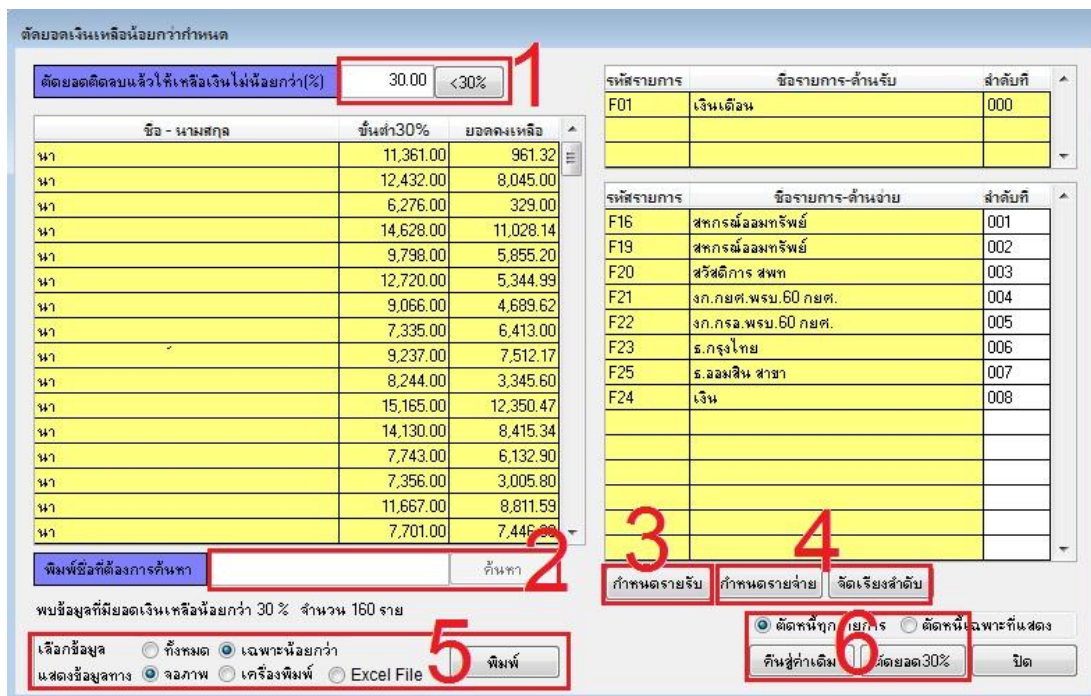 ตัดยอดเงินเหลือน้อยกว่ากำหนด
ตัดยอดติดลบแล้วให้เหลือเงินไม่น้อยกว่า(%) 30.00 <30% 1
ชื่อ - นามสกุล ขั้นต่ำ30% ยอดคงเหลือ
นา 11,361.00 961.32
นา 12,432.00 8,045.00
นา 6,276.00 329.00
นา 14,628.00 11,028.14
นา 9,798.00 5,855.20
นา 12,720.00 5,344.99
นา 9,066.00 4,689.62
นา 7,335.00 6,413.00
นา 9,237.00 7,512.17
นา 8,244.00 3,345.60
นา 15,165.00 12,350.47
นา 14,130.00 8,415.34
นา 7,743.00 6,132.90
นา 7,356.00 3,005.80
นา 11,667.00 8,811.59
นา 7,701.00
พิมพ์ชื่อที่ต้องการค้นหา ค้นหา 2
พบข้อมูลที่มียอดเงินเหลือน้อยกว่า 30 % จำนวน 160 ราย
เลือกข้อมูล ทั้งหมด เฉพาะน้อยกว่า
แสดงข้อมูลทาง จอภาพ เครื่องพิมพ์ Excel File
5 พิมพ์
รหัสรายการ ชื่อรายการ-ด้านรับ ลำดับที่
F01 เงินเดือน 000
รหัสรายการ ชื่อรายการ-ด้านจ่าย ลำดับที่
F16 สหกรณ์ออมทรัพย์ 001
F19 สหกรณ์ออมทรัพย์ 002
F20 สวัสดิการ สพท 003
F21 งก.กยศ.พรบ.60 กยศ. 004
F22 งก.กรอ.พรบ.60 กยศ. 005
F23 ธ.กรุงไทย 006
F25 ธ.ออมสิน สาขา 007
F24 เงิน 008
3 4
กำหนดรายรับ กำหนดรายจ่าย จัดเรียงลำดับ
ตัดหนี้ทุกรายการ ตัดหนี้เฉพาะที่แสดง
6
คืนสู่ค่าเดิม ตัดยอด30% ปิด